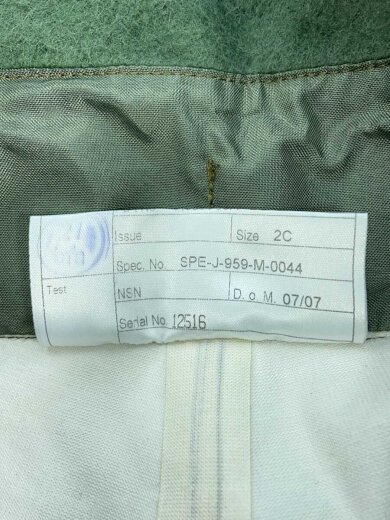 Issue Size 2C
Spec. No. SPE-J-959-M-0044
Test NSN D. o M. 07/07
Serial No. 12516